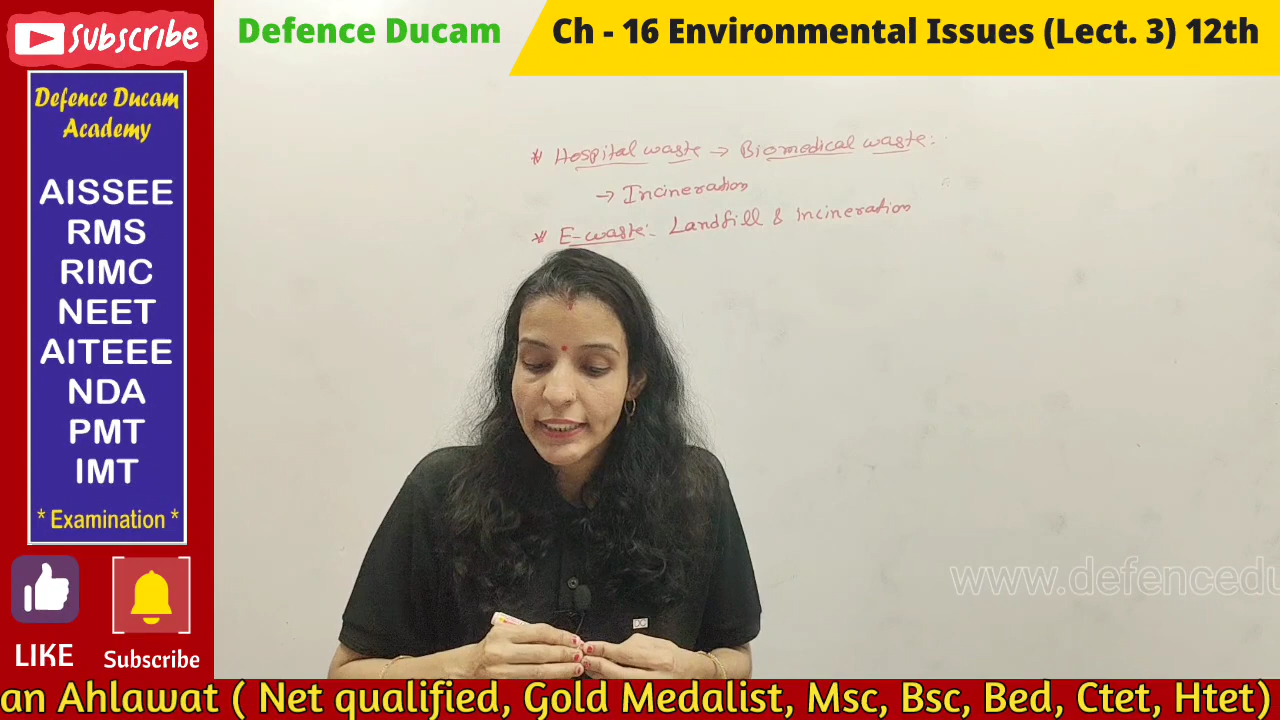 SUBSCRIBE
Defence Ducam
Ch - 16 Environmental Issues (Lect. 3) 12th
Defence Ducam
Academy
AISSEE
RMS
RIMC
NEET
AITEEE
NDA
PMT
IMT
* Examination *
LIKE
Subscribe
* Hospital waste → Biomedical waste:
→ Incineration
* E-waste:- Landfill & Incineration
DC
www.defencedu
an Ahlawat ( Net qualified, Gold Medalist, Msc, Bsc, Bed, Ctet, Htet)